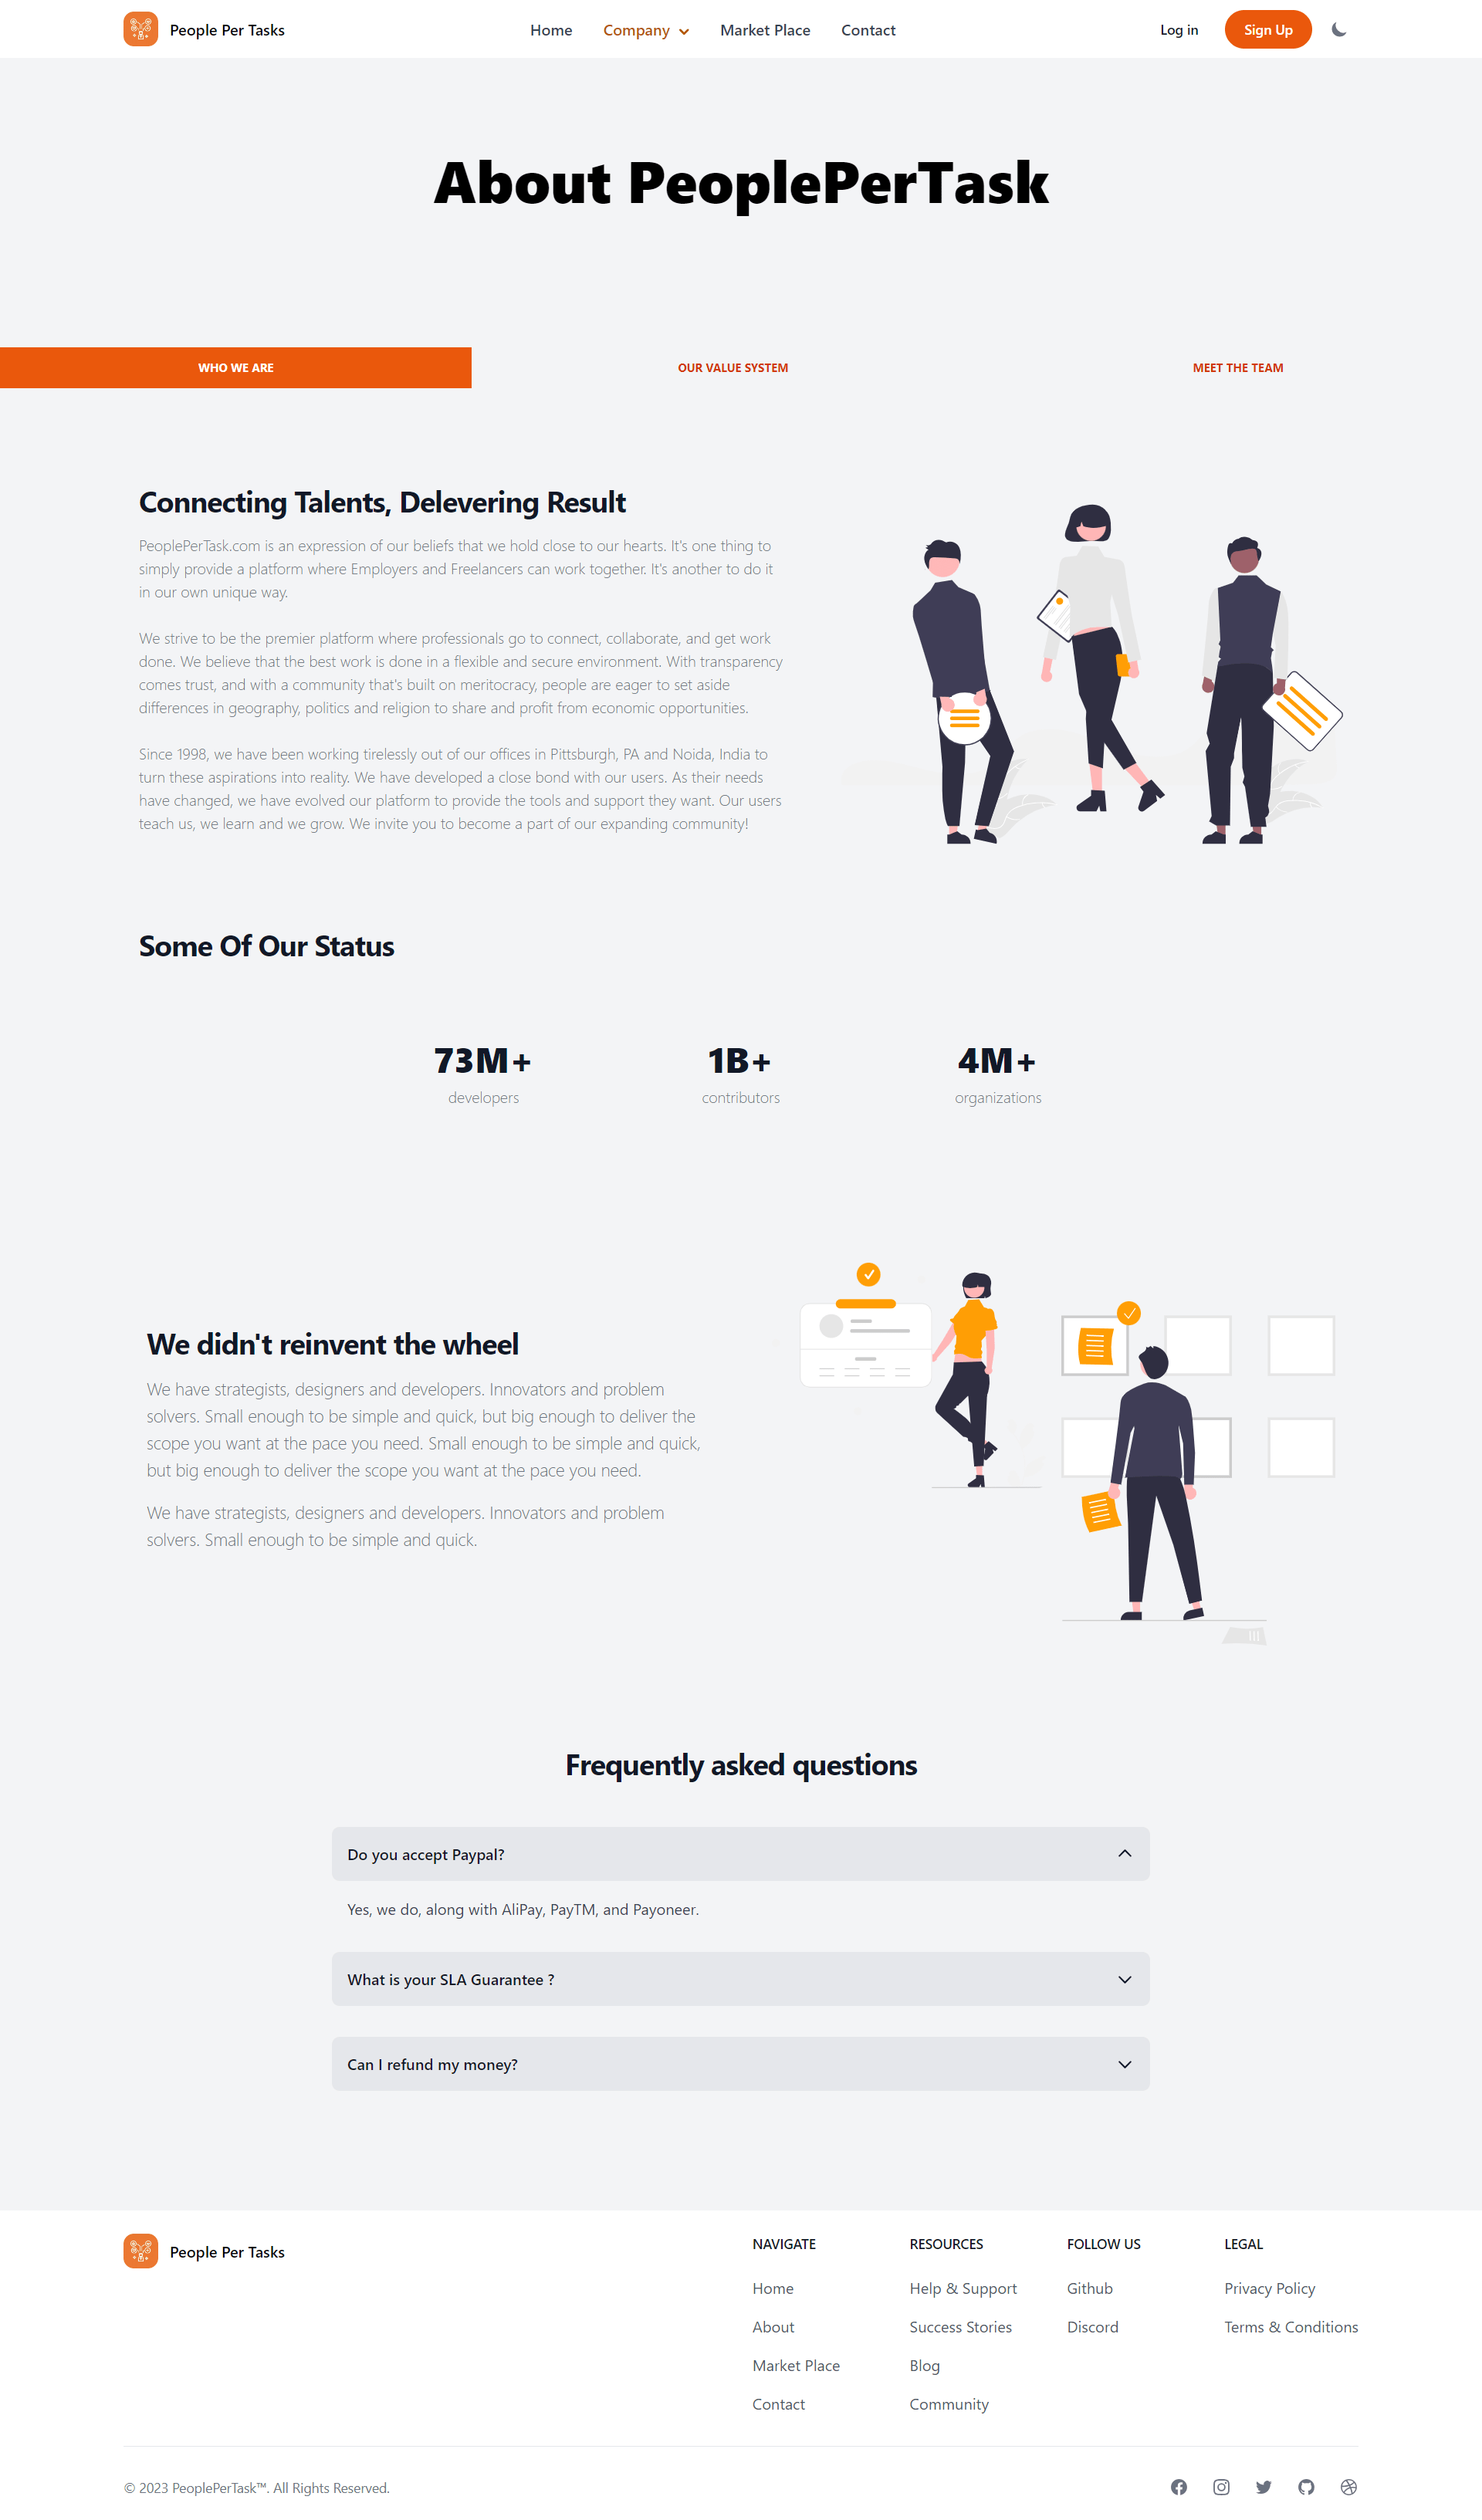 People Per Tasks
Home
Company
Market Place
Contact
Log in
Sign Up
About PeoplePerTask
WHO WE ARE
OUR VALUE SYSTEM
MEET THE TEAM
Connecting Talents, Delevering Result
PeoplePerTask.com is an expression of our beliefs that we hold close to our hearts. It's one thing to
simply provide a platform where Employers and Freelancers can work together. It's another to do it
in our own unique way.
We strive to be the premier platform where professionals go to connect, collaborate, and get work
done. We believe that the best work is done in a flexible and secure environment. With transparency
comes trust, and with a community that's built on meritocracy, people are eager to set aside
differences in geography, politics and religion to share and profit from economic opportunities.
Since 1998, we have been working tirelessly out of our offices in Pittsburgh, PA and Noida, India to
turn these aspirations into reality. We have developed a close bond with our users. As their needs
have changed, we have evolved our platform to provide the tools and support they want. Our users
teach us, we learn and we grow. We invite you to become a part of our expanding community!
Some Of Our Status
73M+
developers
1B+
contributors
4M+
organizations
We didn't reinvent the wheel
We have strategists, designers and developers. Innovators and problem
solvers. Small enough to be simple and quick, but big enough to deliver the
scope you want at the pace you need. Small enough to be simple and quick,
but big enough to deliver the scope you want at the pace you need.
We have strategists, designers and developers. Innovators and problem
solvers. Small enough to be simple and quick.
Frequently asked questions
Do you accept Paypal?
Yes, we do, along with AliPay, PayTM, and Payoneer.
What is your SLA Guarantee ?
Can I refund my money?
People Per Tasks
NAVIGATE
Home
About
Market Place
Contact
RESOURCES
Help & Support
Success Stories
Blog
Community
FOLLOW US
Github
Discord
LEGAL
Privacy Policy
Terms & Conditions
© 2023 PeoplePerTask™. All Rights Reserved.